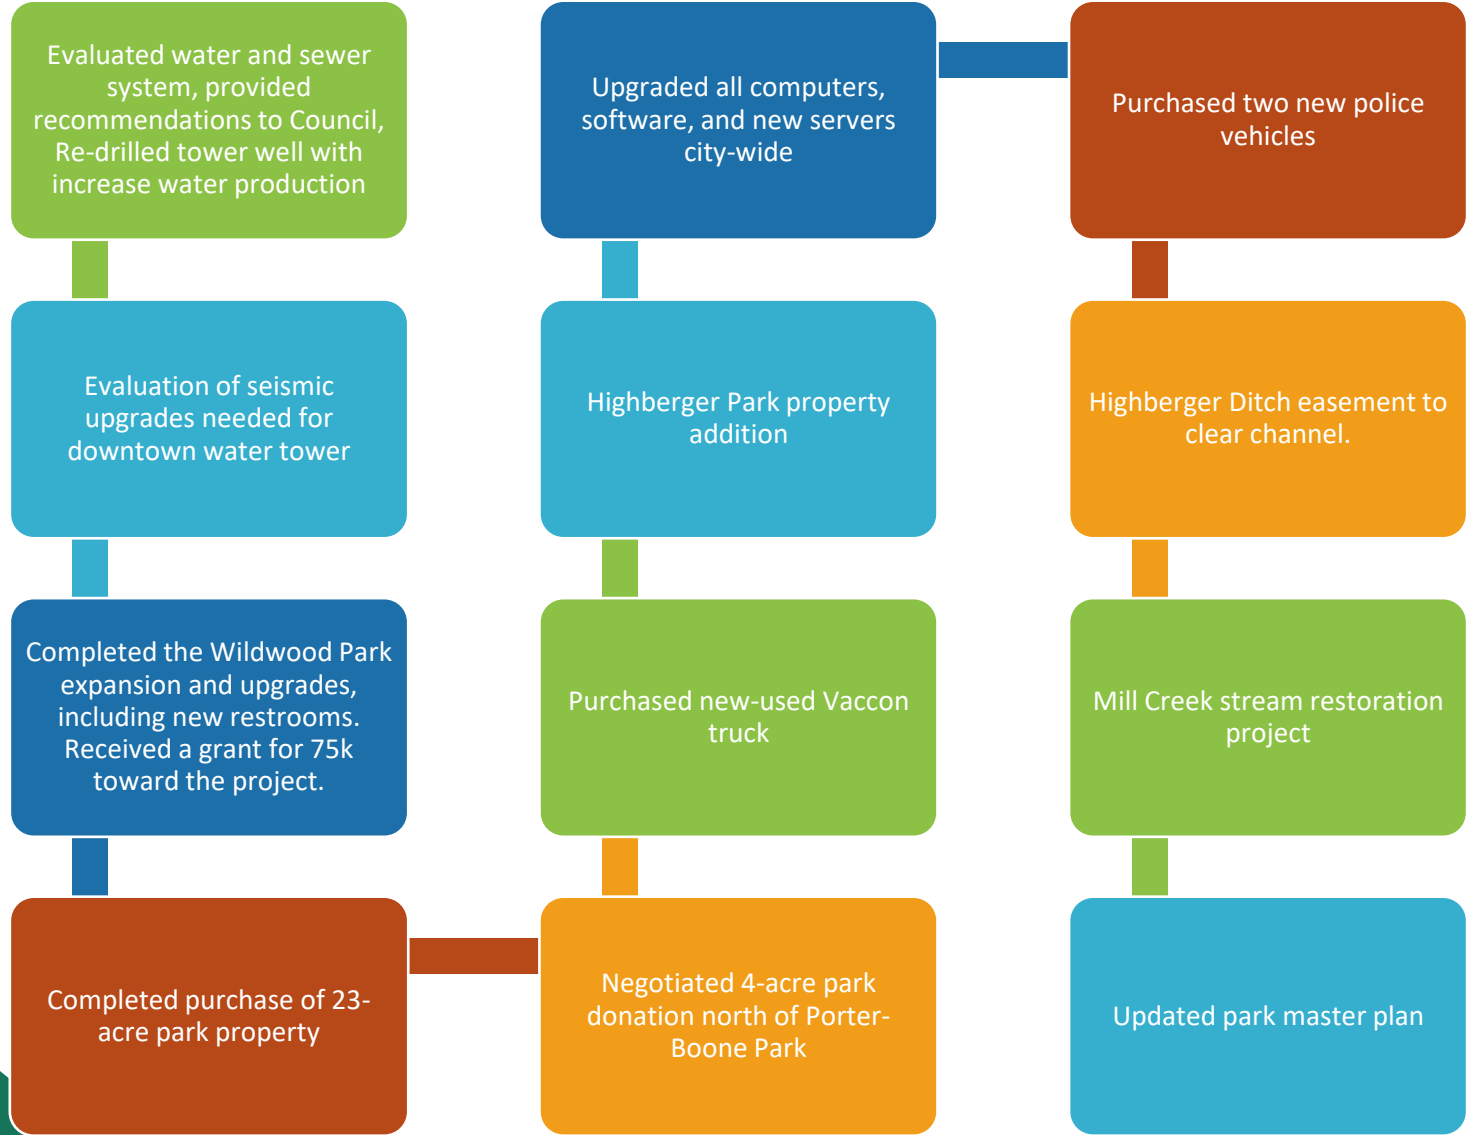 Evaluated water and sewer
system, provided
recommendations to Council,
Re-drilled tower well with
increase water production
Evaluation of seismic
upgrades needed for
downtown water tower
Completed the Wildwood Park
expansion and upgrades,
including new restrooms.
Received a grant for 75k
toward the project.
Completed purchase of 23-
acre park property
Negotiated 4-acre park
donation north of Porter-
Boone Park
Purchased new-used Vaccon
truck
Highberger Park property
addition
Upgraded all computers,
software, and new servers
city-wide
Purchased two new police
vehicles
Highberger Ditch easement to
clear channel.
Mill Creek stream restoration
project
Updated park master plan